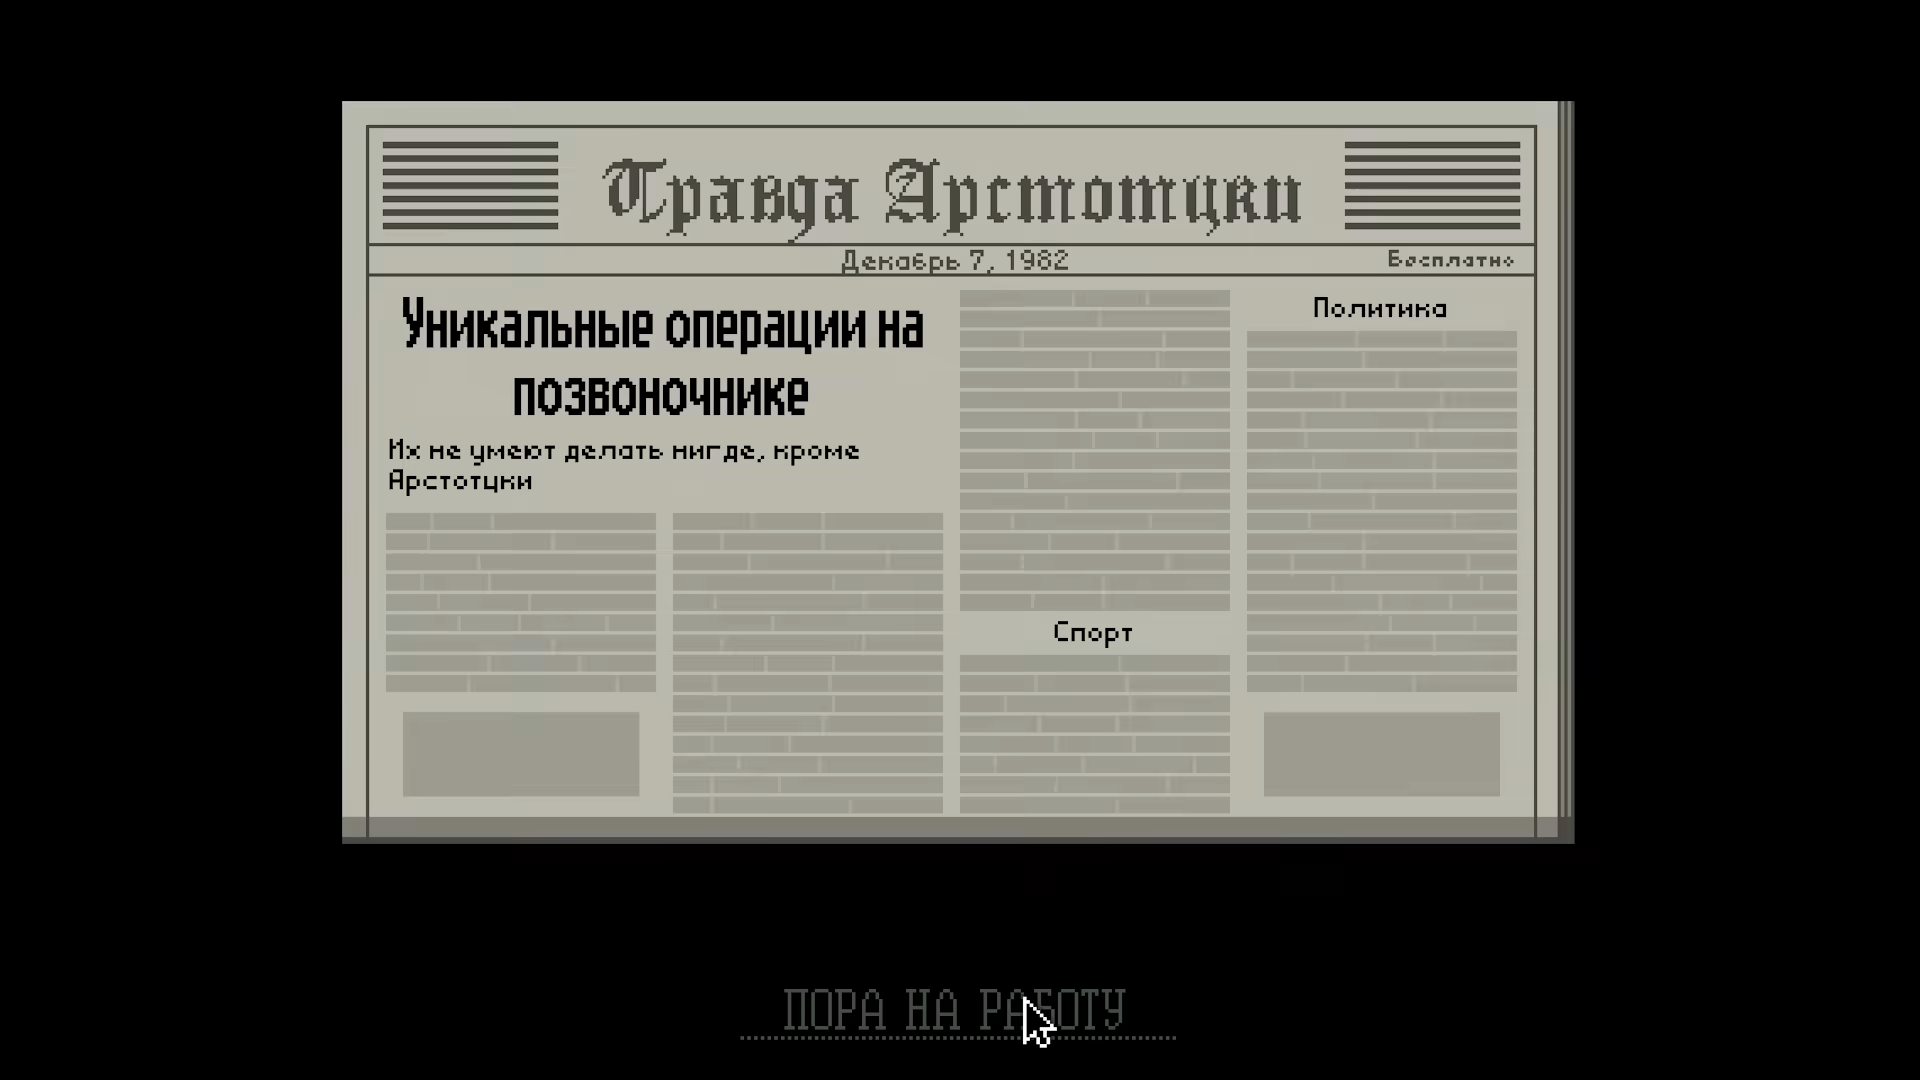 Правда Арстотцки
Декабрь 7, 1982
Бесплатно
Уникальные операции на
позвоночнике
Их не умеют делать нигде, кроме
Арстотцки
Спорт
Политика
ПОРА НА РАБОТУ